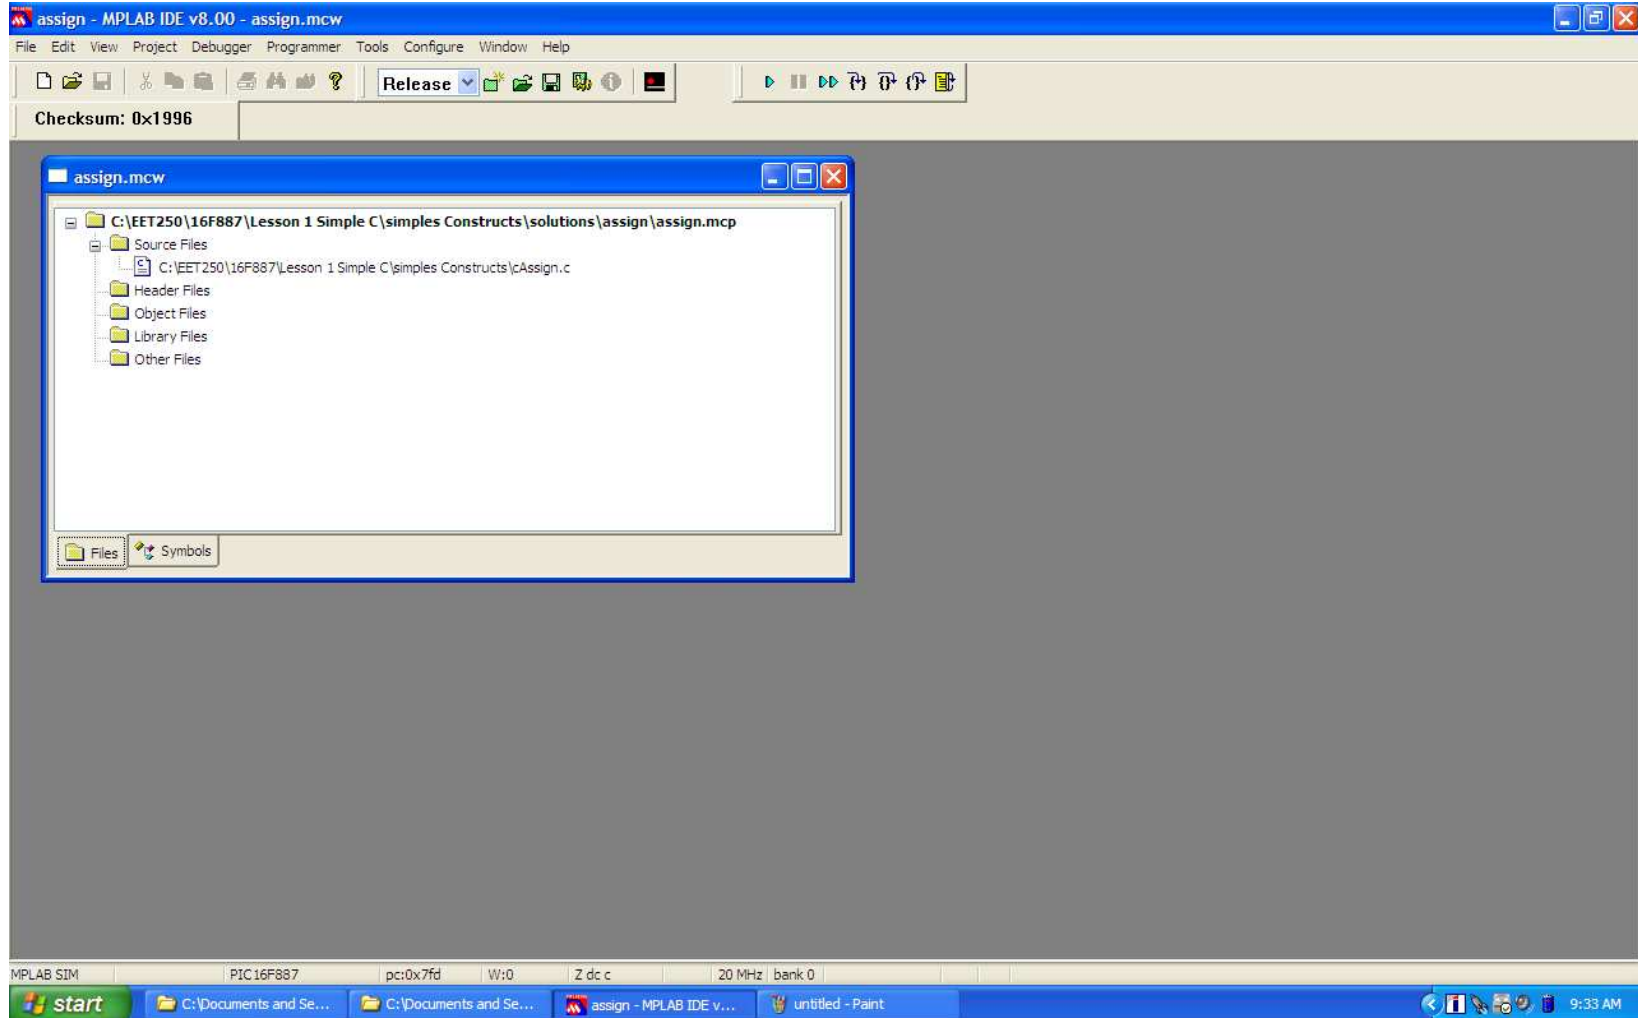 assign - MPLAB IDE v8.00 - assign.mcw
File Edit View Project Debugger Programmer Tools Configure Window Help
Release
Checksum: 0x1996
assign.mcw
C:\EET250\16F887\Lesson 1 Simple C\simples Constructs\solutions\assign\assign.mcp
Source Files
C:\EET250\16F887\Lesson 1 Simple C\simples Constructs\cAssign.c
Header Files
Object Files
Library Files
Other Files
Files Symbols
MPLAB SIM PIC16F887 pc:0x7fd W:0 Z dc c 20 MHz bank 0
start C:\Documents and Se... C:\Documents and Se... assign - MPLAB IDE v... untitled - Paint 9:33 AM